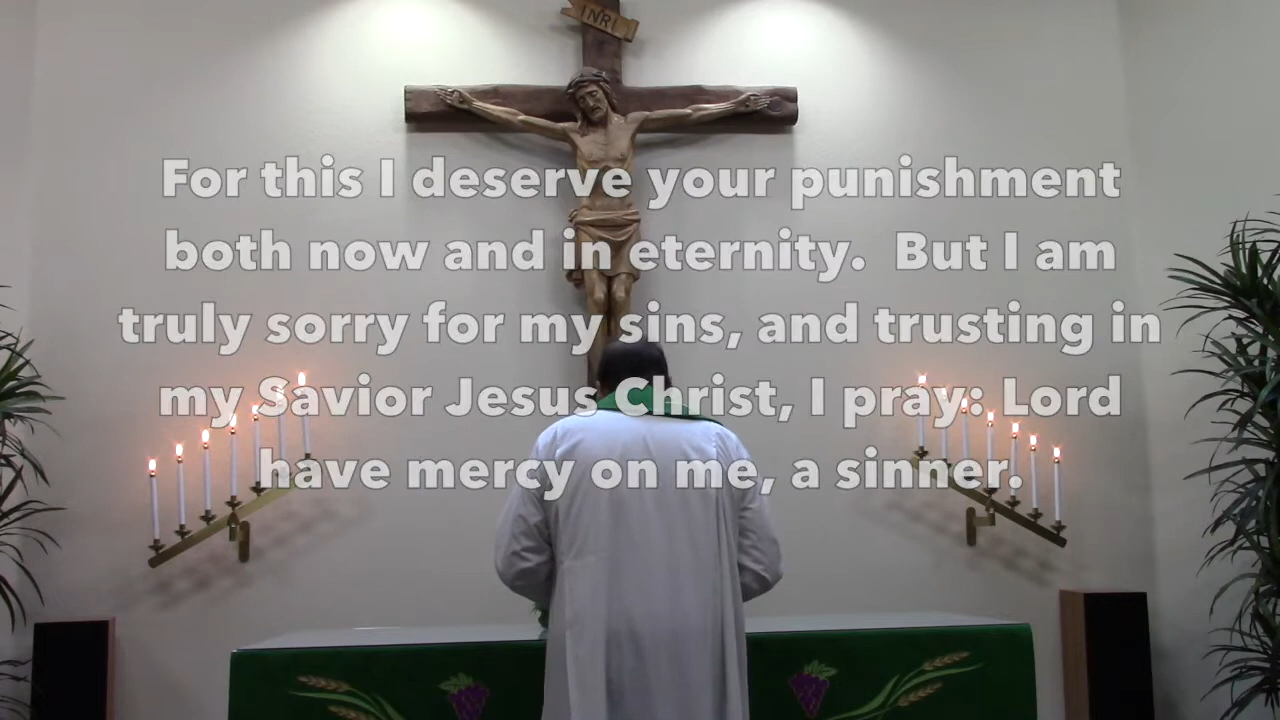 INRI
For this I deserve your punishment
both now and in eternity.  But I am
truly sorry for my sins, and trusting in
my Savior Jesus Christ, I pray: Lord
have mercy on me, a sinner.